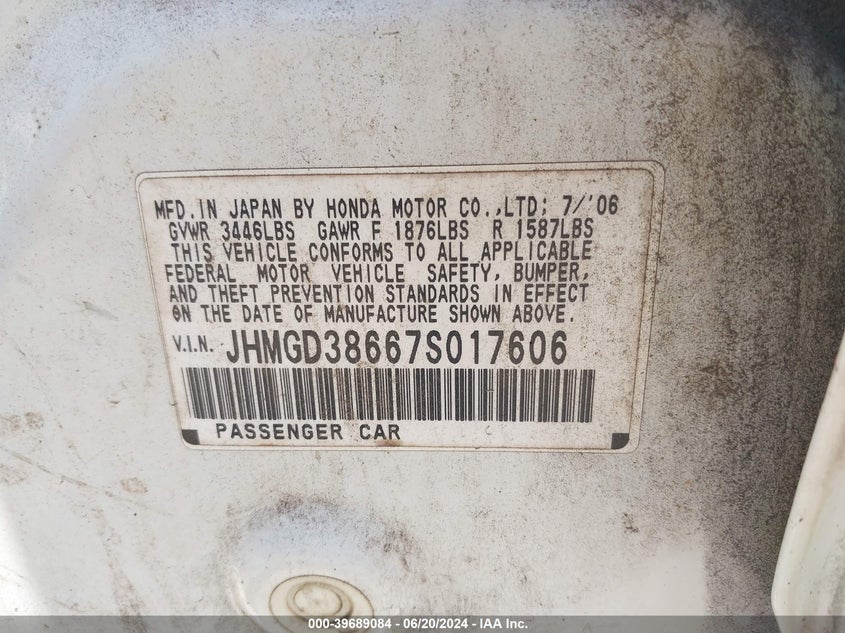 MFD. IN JAPAN BY HONDA MOTOR CO., LTD; 7/'06
GVWR 3446LBS GAWR F 1876LBS R 1587LBS
THIS VEHICLE CONFORMS TO ALL APPLICABLE
FEDERAL MOTOR VEHICLE SAFETY, BUMPER,
AND THEFT PREVENTION STANDARDS IN EFFECT
ON THE DATE OF MANUFACTURE SHOWN ABOVE.
V.I.N. JHMGD38667S017606
PASSENGER CAR
000-39689084 - 06/20/2024 - IAAI.COM